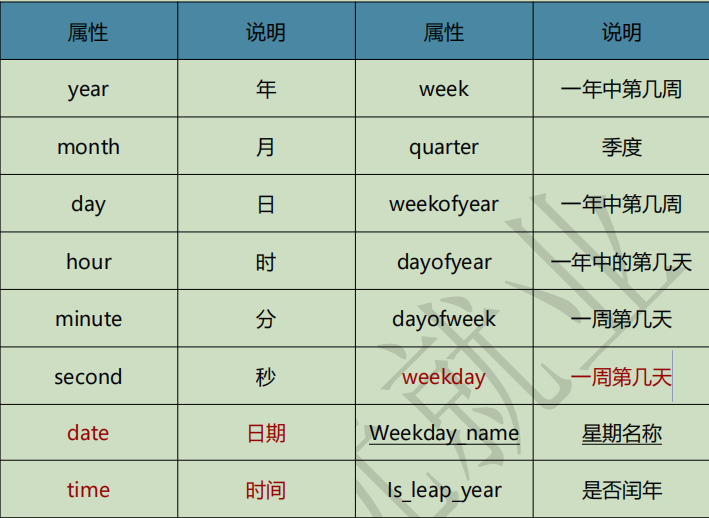 属性 说明 属性 说明
year 年 week 一年中第几周
month 月 quarter 季度
day 日 weekofyear 一年中第几周
hour 时 dayofyear 一年中的第几天
minute 分 dayofweek 一周第几天
second 秒 weekday 一周第几天
date 日期 Weekday_name 星期名称
time 时间 Is_leap_year 是否闰年
就业